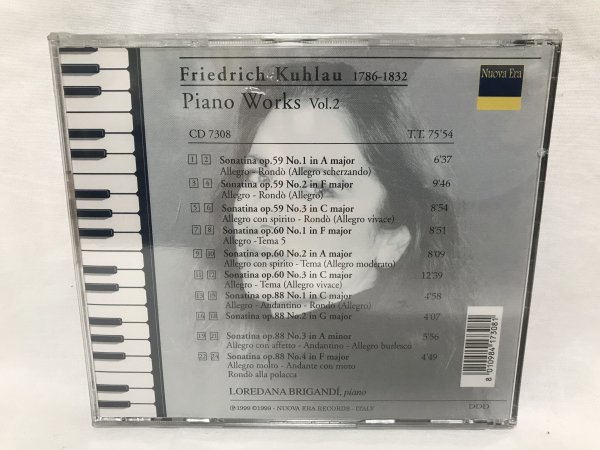 Friedrich Kuhlau 1786-1832
Nuova Era
Piano Works Vol.2
CD 7308 T.T. 75'54
1 2 Sonatina op.59 No.1 in A major 6'37
Allegro - Rondò (Allegro scherzando)
3 4 Sonatina op.59 No.2 in F major 9'46
Allegro - Rondò (Allegro)
5 6 Sonatina op.59 No.3 in C major 8'54
Allegro con spirito - Rondò (Allegro vivace)
7 8 Sonatina op.60 No.1 in F major 8'51
Allegro -Tema 5
9 10 Sonatina op.60 No.2 in A major 8'09
Allegro con spirito - Tema (Allegro moderato)
11 12 Sonatina op.60 No.3 in C major 12'39
Allegro - Tema (Allegro vivace)
13 15 Sonatina op.88 No.1 in C major 4'58
Allegro - Andantino - Rondo (Allegro)
16 18 Sonatina op.88 No.2 in G major 4'07
19 21 Sonatina op.88 No.3 in A minor 5'56
Allegro con affetto - Andantino - Allegro burlesco
22 24 Sonatina op.88 No.4 in F major 4'49
Allegro molto - Andante con moto
Rondò alla polacca
LOREDANA BRIGANDÌ, piano
℗1999 ©1999 - NUOVA ERA RECORDS - ITALY DDD
8 010984 173081